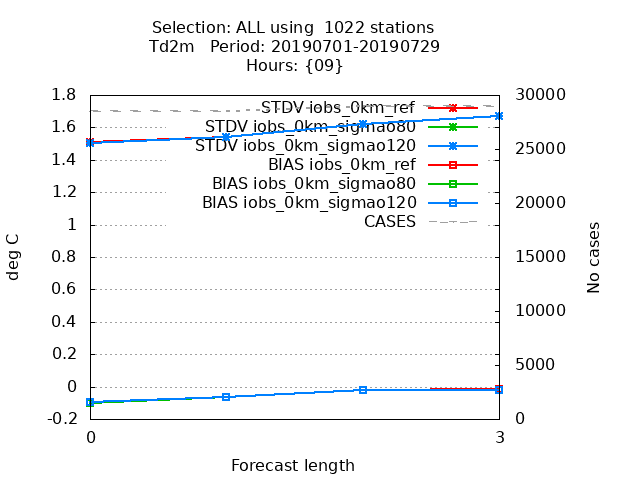 Selection: ALL using  1022 stations
Td2m   Period: 20190701-20190729
Hours: {09}
1.8
1.6
1.4
1.2
1
0.8
0.6
0.4
0.2
0
-0.2
deg C
STDV iobs_0km_ref
STDV iobs_0km_sigmao80
STDV iobs_0km_sigmao120
BIAS iobs_0km_ref
BIAS iobs_0km_sigmao80
BIAS iobs_0km_sigmao120
CASES
30000
25000
20000
15000
10000
5000
0
No cases
0
3
Forecast length